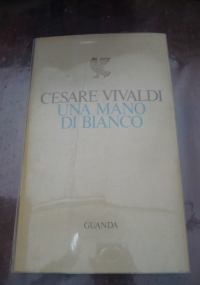 CESARE VIVALDI
UNA MANO
DI BIANCO
GUANDA